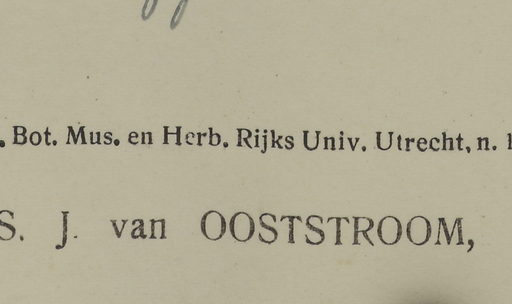 . Bot. Mus. en Herb. Rijks Univ. Utrecht, n.
S. J. van OOSTSTROOM,